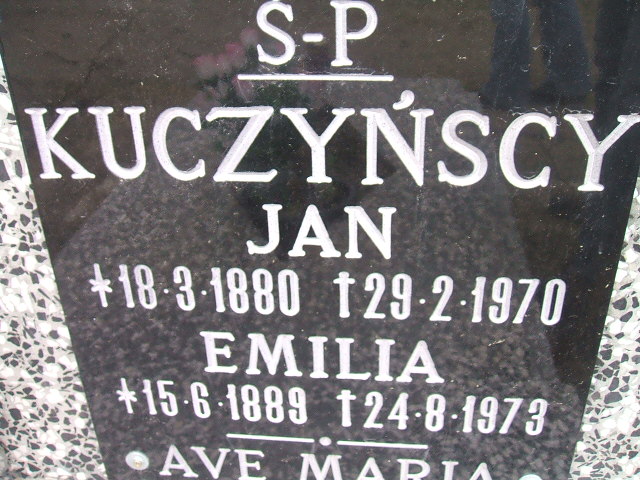 Ś-P
KUCZYŃSCY
JAN
*18·3·1880 †29·2·1970
EMILIA
*15·6·1889 †24·8·1973
AVE MARIA